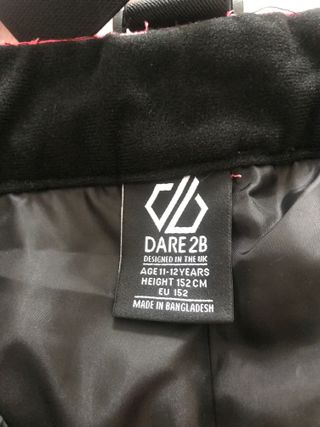 DARE 2B
DESIGNED IN THE UK
AGE 11-12 YEARS
HEIGHT 152 CM
EU 152
MADE IN BANGLADESH